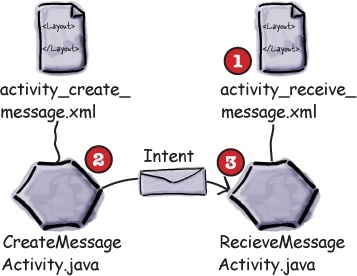 <Layout>
</Layout>
<Layout>
</Layout>
1
activity_create_
message.xml
activity_receive_
message.xml
2
Intent
3
CreateMessage
Activity.java
RecieveMessage
Activity.java